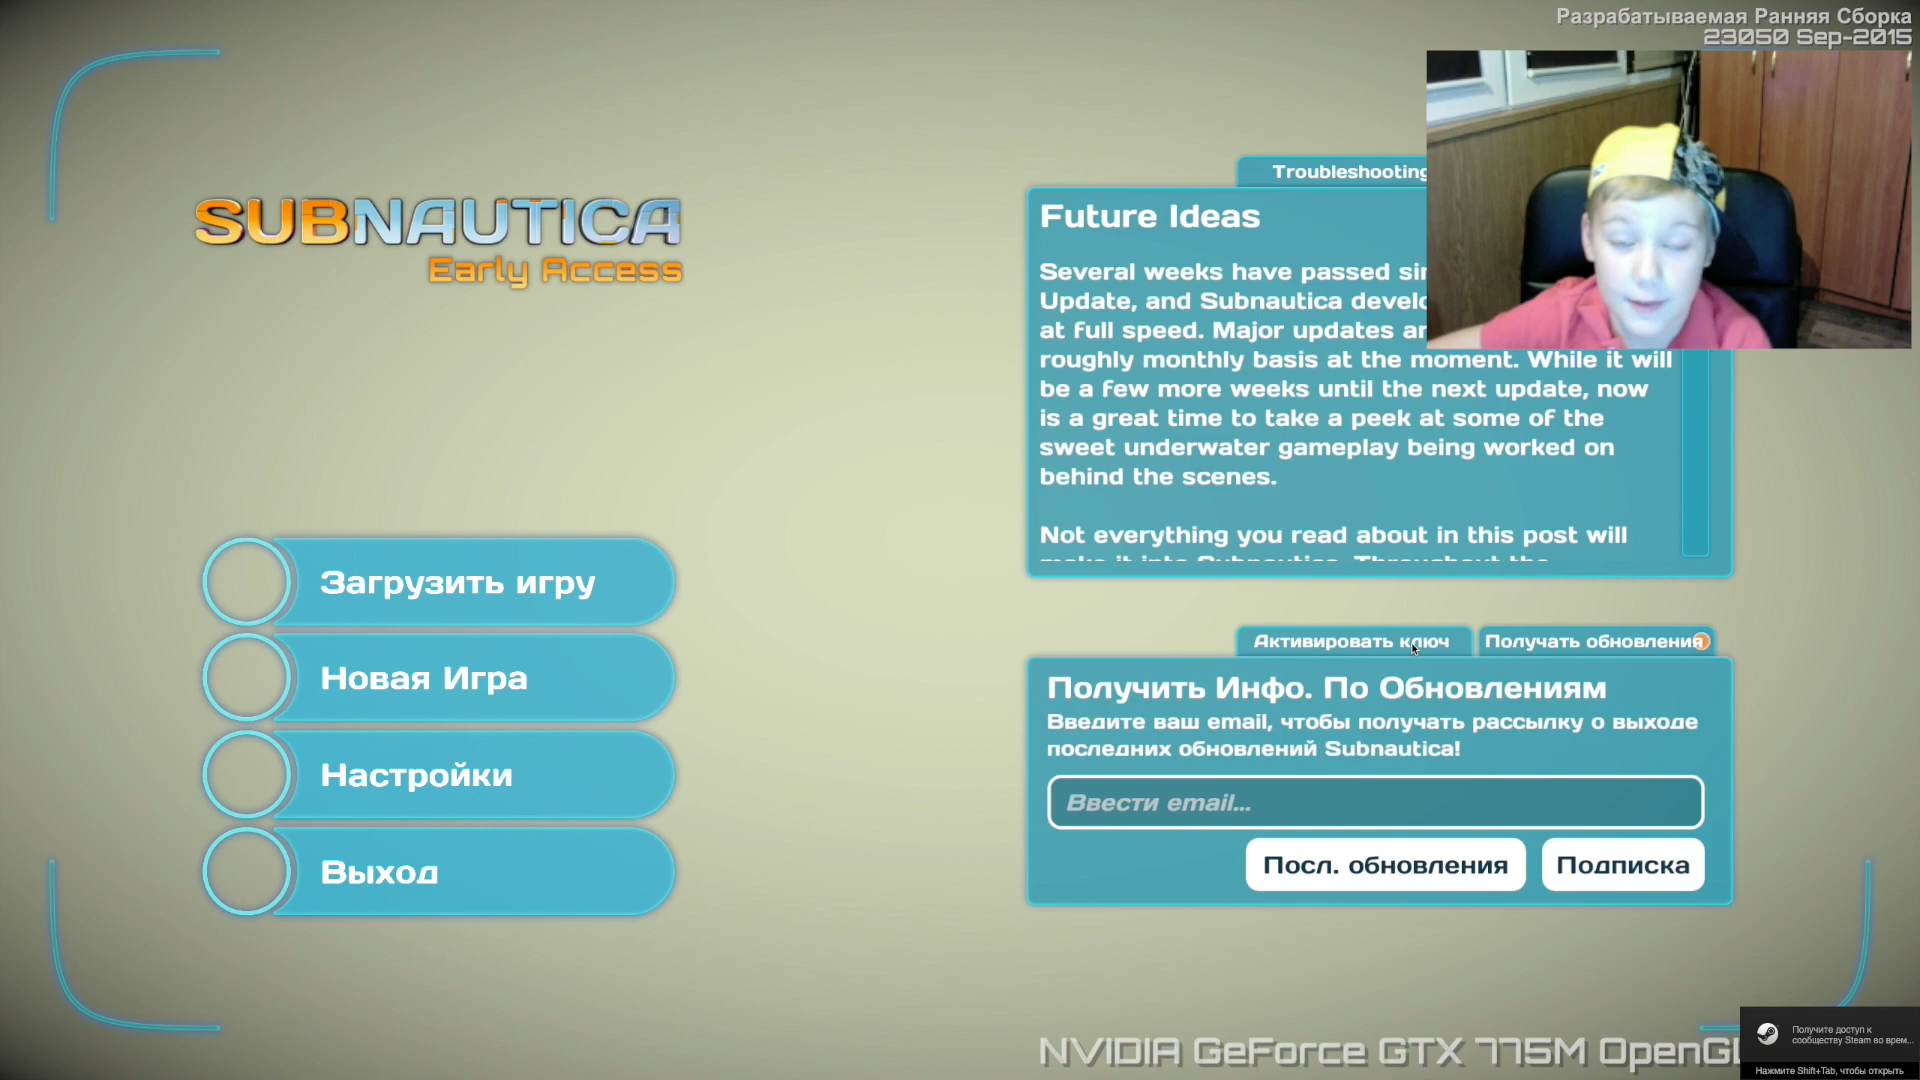 Разрабатываемая Ранняя Сборка
23050 Sep-2015
SUBNAUTICA
Early Access
Загрузить игру
Новая Игра
Настройки
Выход
Troubleshooting
Future Ideas
Several weeks have passed
Update, and Subnautica
at full speed. Major updates
roughly monthly basis at the moment. While it will
be a few more weeks until the next update, now
is a great time to take a peek at some of the
sweet underwater gameplay being worked on
behind the scenes.
Not everything you read about in this post will
make it into Subnautica. Throughout the
Активировать ключ
Получать обновления
Получить Инфо. По Обновлениям
Введите ваш email, чтобы получать рассылку о выходе
последних обновлений Subnautica!
Ввести email...
Посл. обновления
Подписка
NVIDIA GeForce GTX 775M
Получите доступ к
сообществу Steam во врем...
Нажмите Shift+Tab, чтобы открыть